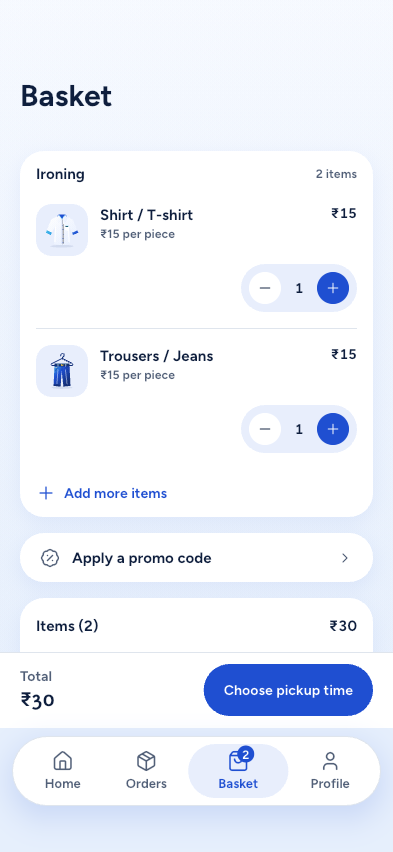 Basket
Ironing
2 items
Shirt / T-shirt
₹15
₹15 per piece
1
Trousers / Jeans
₹15
₹15 per piece
1
Add more items
Apply a promo code
Items (2)
₹30
Total
₹30
Choose pickup time
2
Home
Orders
Basket
Profile